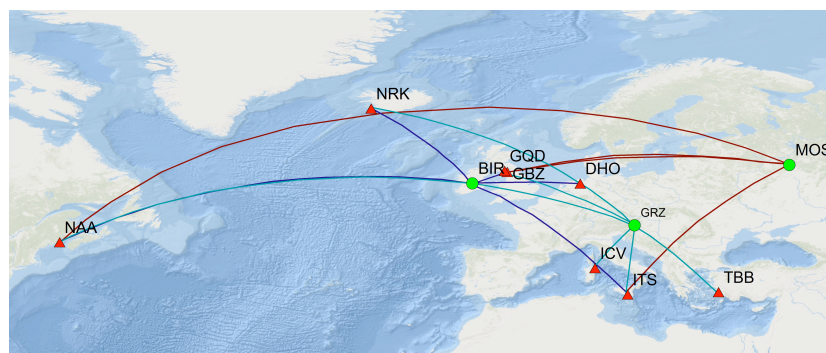 NRK
MOS
GQD
BIR
GBZ
DHO
GRZ
NAA
ICV
ITS
TBB